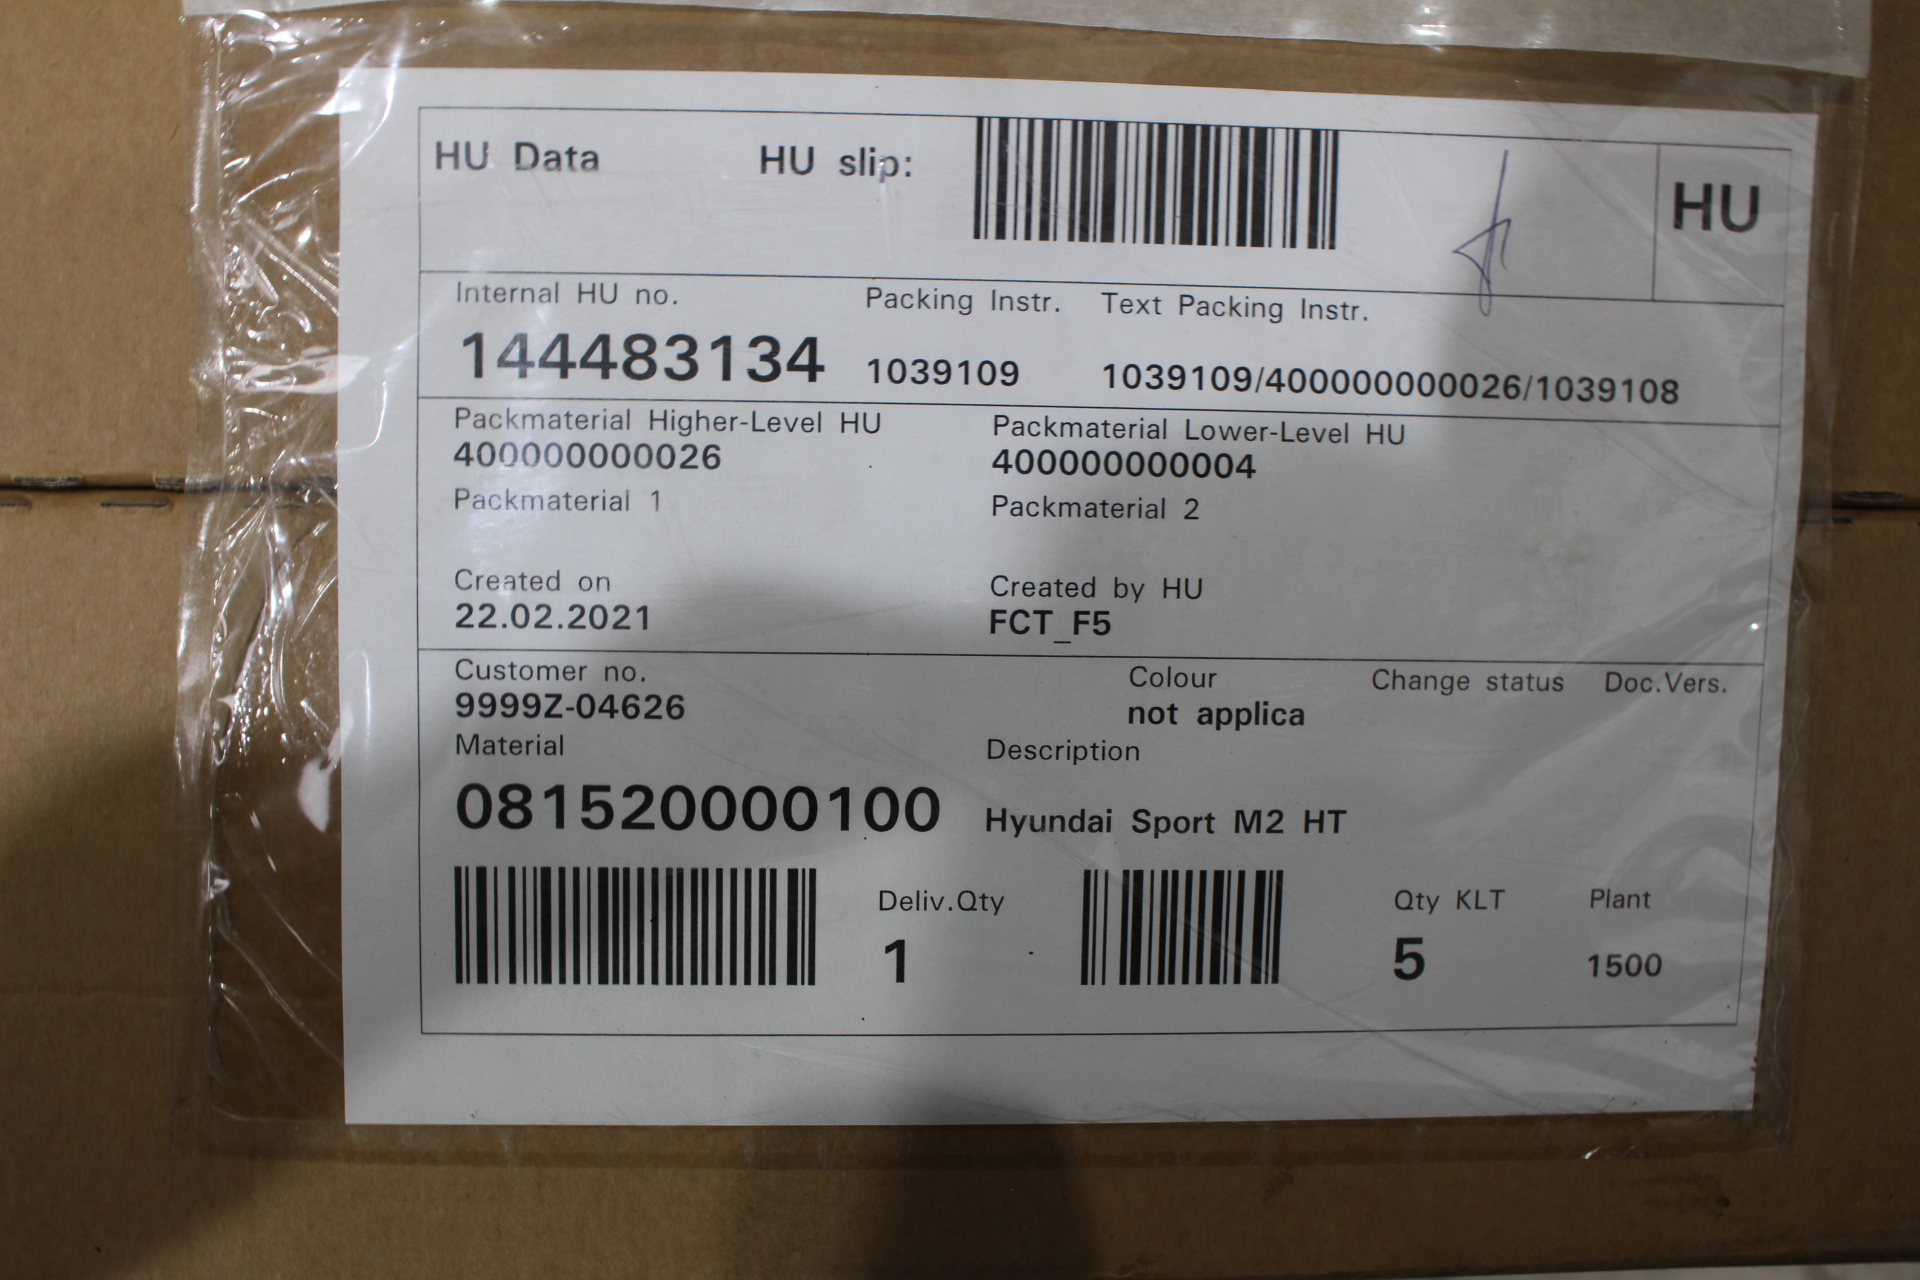 HU Data HU slip: HU
Internal HU no. Packing Instr. Text Packing Instr.
144483134 1039109 1039109/400000000026/1039108
Packmaterial Higher-Level HU Packmaterial Lower-Level HU
400000000026 400000000004
Packmaterial 1 Packmaterial 2
Created on Created by HU
22.02.2021 FCT_F5
Customer no. Colour Change status Doc.Vers.
9999Z-04626 not applica
Material Description
081520000100 Hyundai Sport M2 HT
Deliv.Qty Qty KLT Plant
1 5 1500